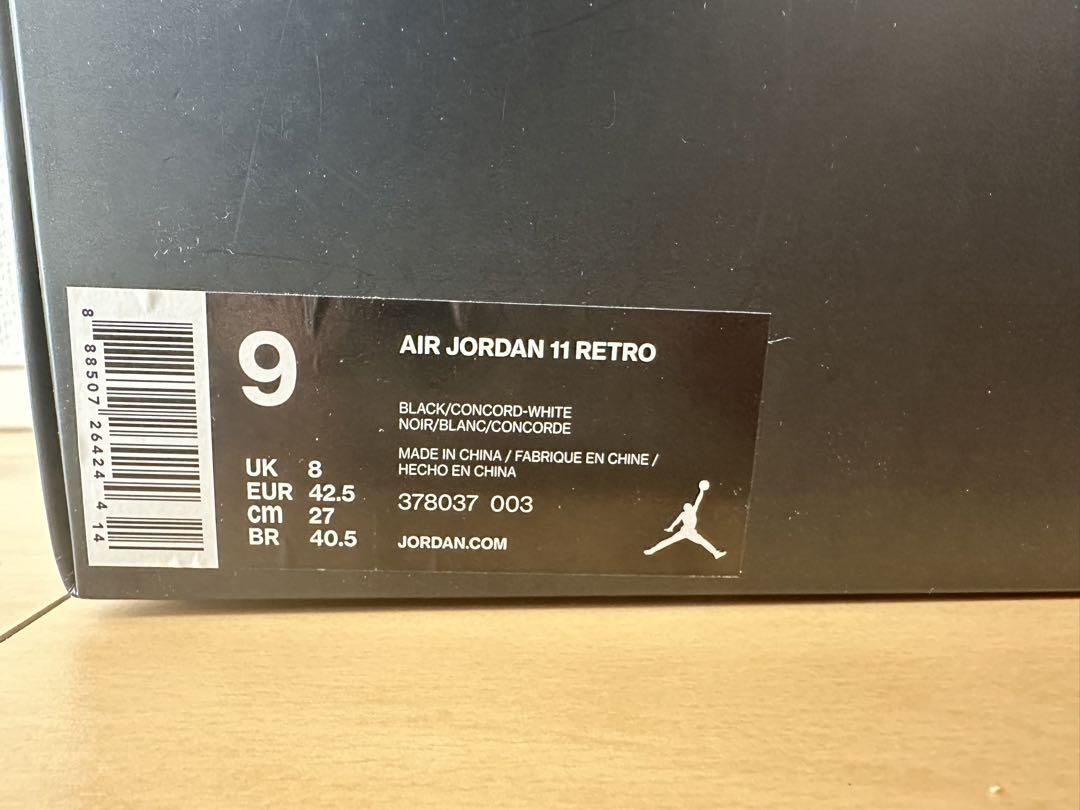 8 88507 26424 4 14
9
UK 8
EUR 42.5
CM 27
BR 40.5
AIR JORDAN 11 RETRO
BLACK/CONCORD-WHITE
NOIR/BLANC/CONCORDE
MADE IN CHINA / FABRIQUE EN CHINE /
HECHO EN CHINA
378037 003
JORDAN.COM